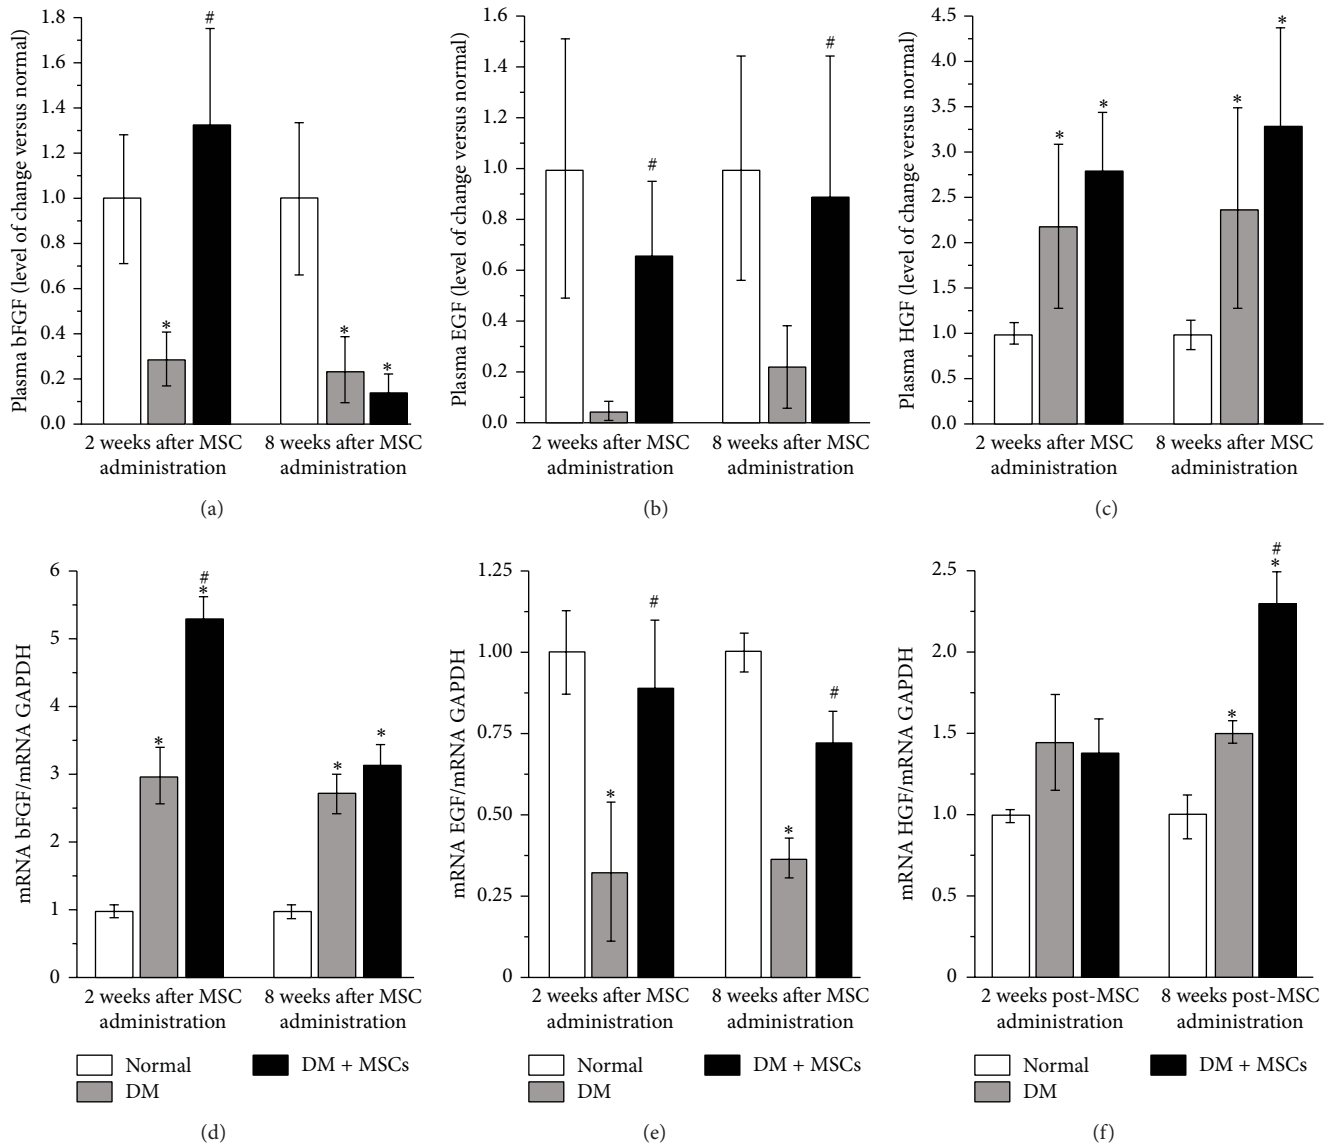 Plasma bFGF (level of change versus normal)
1.8
1.6
1.4
1.2
1.0
0.8
0.6
0.4
0.2
0.0
*
#
*
*
2 weeks after MSC
administration
8 weeks after MSC
administration
(a)
Plasma EGF (level of change versus normal)
1.6
1.4
1.2
1.0
0.8
0.6
0.4
0.2
0.0
#
#
2 weeks after MSC
administration
8 weeks after MSC
administration
(b)
Plasma HGF (level of change versus normal)
4.5
4.0
3.5
3.0
2.5
2.0
1.5
1.0
0.5
0.0
*
*
*
*
2 weeks after MSC
administration
8 weeks after MSC
administration
(c)
mRNA bFGF/mRNA GAPDH
6
5
4
3
2
1
0
*
#
*
*
*
2 weeks after MSC
administration
8 weeks after MSC
administration
Normal
DM
DM + MSCs
(d)
mRNA EGF/mRNA GAPDH
1.25
1.00
0.75
0.50
0.25
0
*
#
*
#
2 weeks after MSC
administration
8 weeks after MSC
administration
Normal
DM
DM + MSCs
(e)
mRNA HGF/mRNA GAPDH
2.5
2.0
1.5
1.0
0.5
0
*
#
*
2 weeks post-MSC
administration
8 weeks post-MSC
administration
Normal
DM
DM + MSCs
(f)